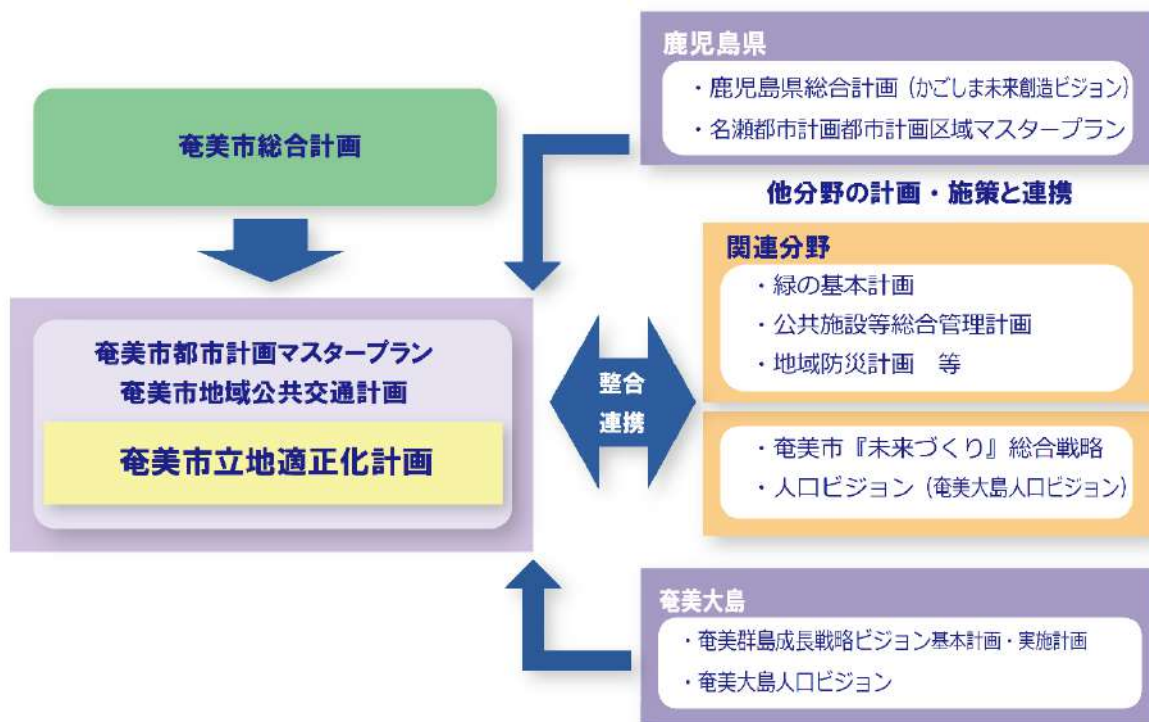 奄美市総合計画
奄美市都市計画マスタープラン
奄美市地域公共交通計画
奄美市立地適正化計画
整合
連携
鹿児島県
・鹿児島県総合計画(かごしま未来創造ビジョン)
・名瀬都市計画都市計画区域マスタープラン
他分野の計画・施策と連携
関連分野
・緑の基本計画
・公共施設等総合管理計画
・地域防災計画　等
・奄美市『未来づくり』総合戦略
・人口ビジョン(奄美大島人口ビジョン)
奄美大島
・奄美群島成長戦略ビジョン基本計画・実施計画
・奄美大島人口ビジョン